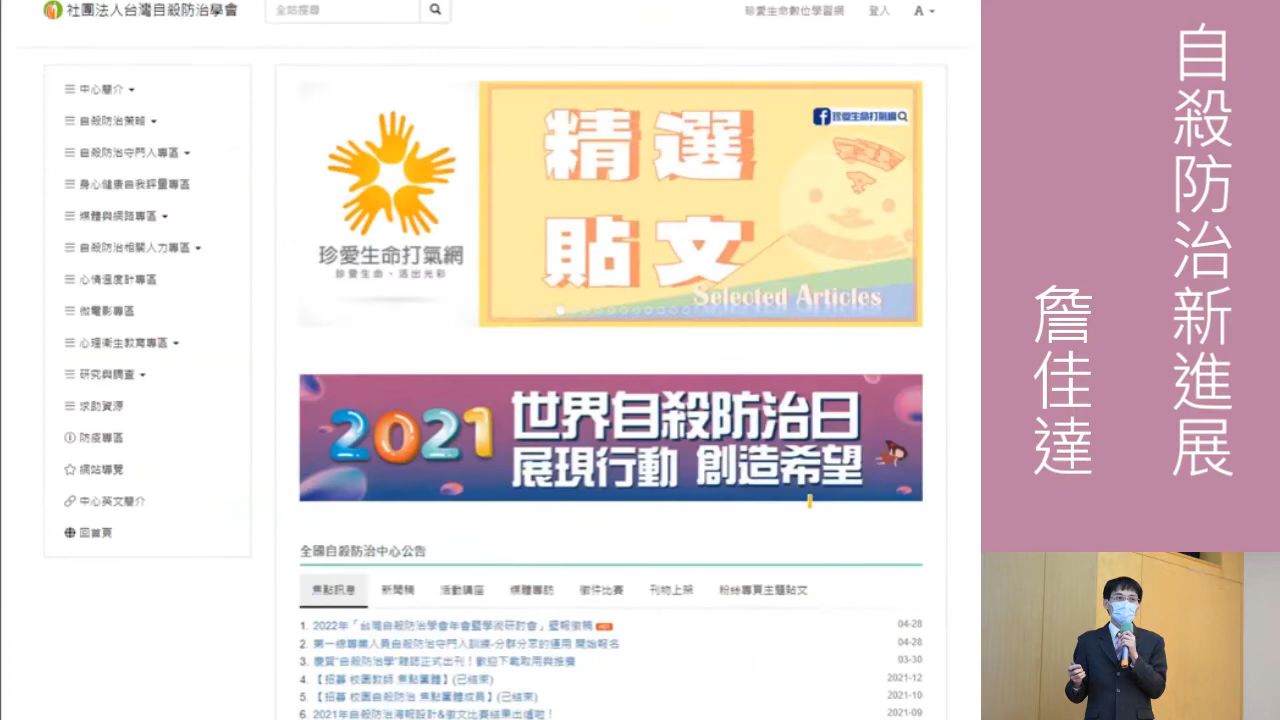 社團法人台灣自殺防治學會
全站搜尋
珍愛生命數位學習網
登入
A
中心簡介
自殺防治策略
自殺防治守門人專區
身心健康自我評量專區
媒體與網路專區
自殺防治相關人力專區
心情溫度計專區
微電影專區
心理衛生教育專區
研究與調查
求助資源
防疫專區
網站導覽
中心英文簡介
回首頁
珍愛生命打氣網
珍愛生命・活出光彩
精選
貼文
Selected Articles
珍愛生命打氣網
2021 世界自殺防治日
展現行動 創造希望
全國自殺防治中心公告
焦點訊息 新聞稿 活動講座 媒體專訪 徵件比賽 刊物上架 粉絲專頁主題貼文
1. 2022年「台灣自殺防治學會年會暨學術研討會」壁報徵稿 04-28
2. 第一線專業人員自殺防治守門人訓練-分群分眾的運用 開始報名 04-28
3. 慶賀"自殺防治學"雜誌正式出刊！歡迎下載取用與推廣 03-30
4. 【招募 校園教師 焦點團體】(已結束) 2021-12
5. 【招募 校園自殺防治 焦點團體成員】(已結束) 2021-10
6. 2021年自殺防治海報設計&徵文比賽結果出爐啦！ 2021-09
自殺防治新進展
詹佳達